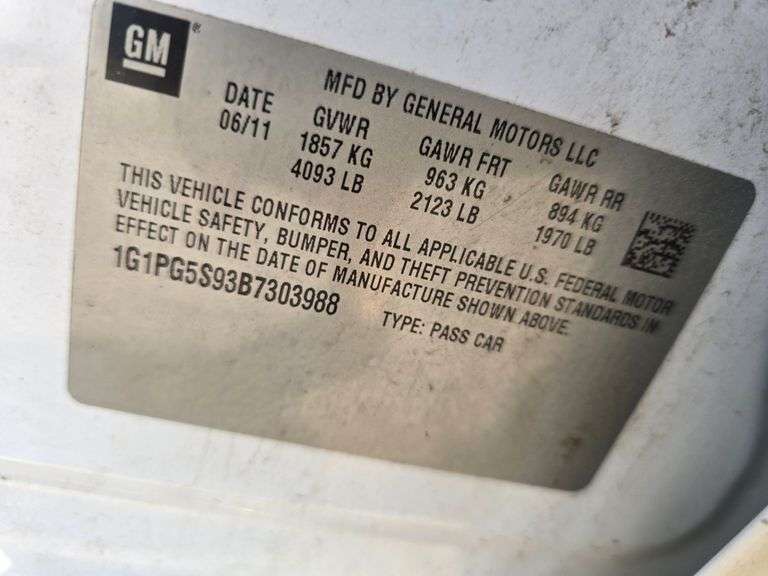 GM®
MFD BY GENERAL MOTORS LLC
DATE GVWR GAWR FRT GAWR RR
06/11 1857 KG 963 KG 894 KG
4093 LB 2123 LB 1970 LB
THIS VEHICLE CONFORMS TO ALL APPLICABLE U.S. FEDERAL MOTOR
VEHICLE SAFETY, BUMPER, AND THEFT PREVENTION STANDARDS IN
EFFECT ON THE DATE OF MANUFACTURE SHOWN ABOVE.
1G1PG5S93B7303988 TYPE: PASS CAR